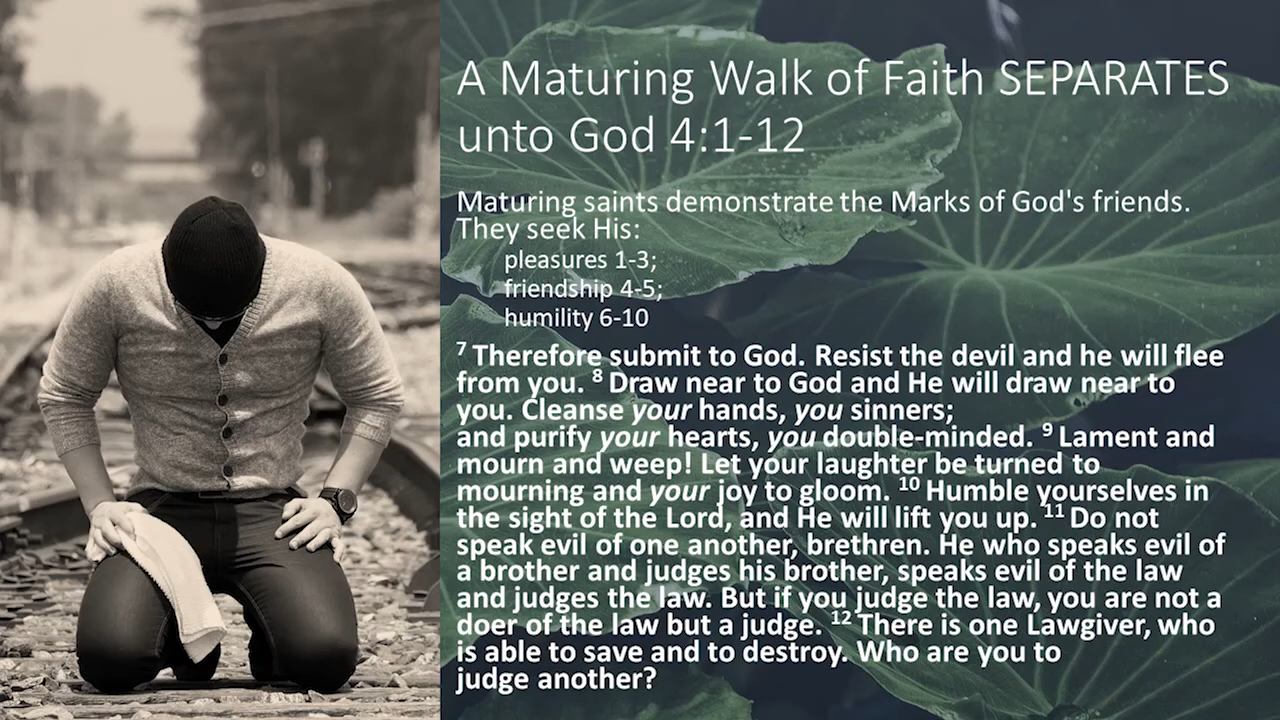 A Maturing Walk of Faith SEPARATES
unto God 4:1-12
Maturing saints demonstrate the Marks of God's friends.
They seek His:
pleasures 1-3;
friendship 4-5;
humility 6-10
7 Therefore submit to God. Resist the devil and he will flee
from you. 8 Draw near to God and He will draw near to
you. Cleanse your hands, you sinners;
and purify your hearts, you double-minded. 9 Lament and
mourn and weep! Let your laughter be turned to
mourning and your joy to gloom. 10 Humble yourselves in
the sight of the Lord, and He will lift you up. 11 Do not
speak evil of one another, brethren. He who speaks evil of
a brother and judges his brother, speaks evil of the law
and judges the law. But if you judge the law, you are not a
doer of the law but a judge. 12 There is one Lawgiver, who
is able to save and to destroy. Who are you to
judge another?